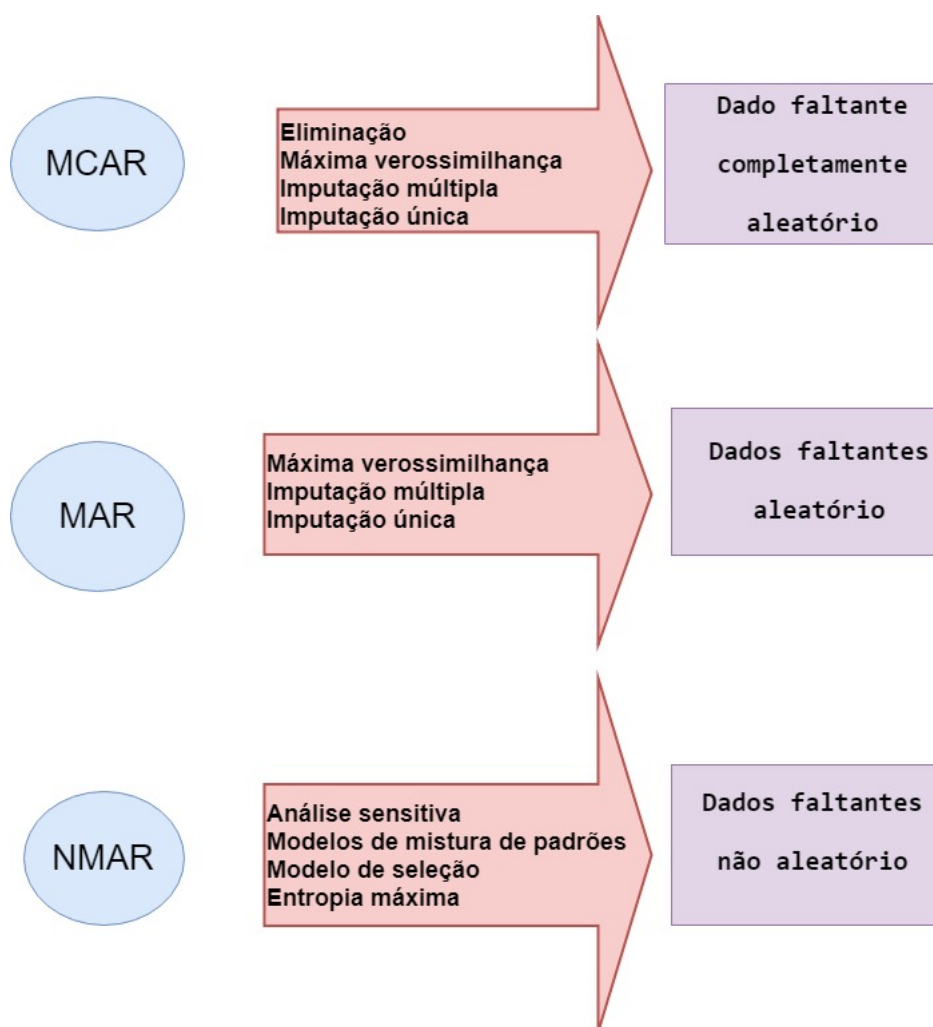 MCAR
Eliminação
Máxima verossimilhança
Imputação múltipla
Imputação única
Dado faltante
completamente
aleatório
MAR
Máxima verossimilhança
Imputação múltipla
Imputação única
Dados faltantes
aleatório
NMAR
Análise sensitiva
Modelos de mistura de padrões
Modelo de seleção
Entropia máxima
Dados faltantes
não aleatório